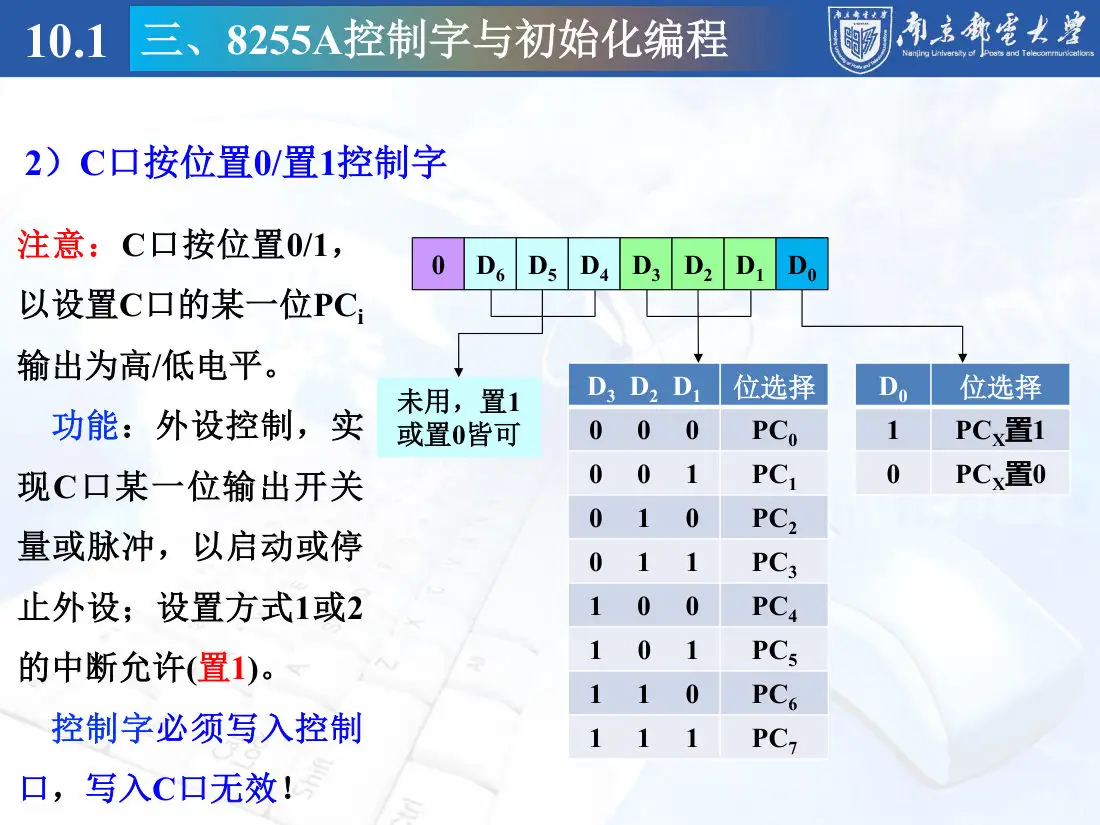 10.1 三、8255A控制字与初始化编程
南京邮电大学
Nanjing University of Posts and Telecommunications
2）C口按位置0/置1控制字
注意：C口按位置0/1，
以设置C口的某一位PCi
输出为高/低电平。
功能：外设控制，实
现C口某一位输出开关
量或脉冲，以启动或停
止外设；设置方式1或2
的中断允许(置1)。
控制字必须写入控制
口，写入C口无效！
0 D6 D5 D4 D3 D2 D1 D0
未用，置1
或置0皆可
D3 D2 D1 位选择
0 0 0 PC0
0 0 1 PC1
0 1 0 PC2
0 1 1 PC3
1 0 0 PC4
1 0 1 PC5
1 1 0 PC6
1 1 1 PC7
D0 位选择
1 PCX置1
0 PCX置0